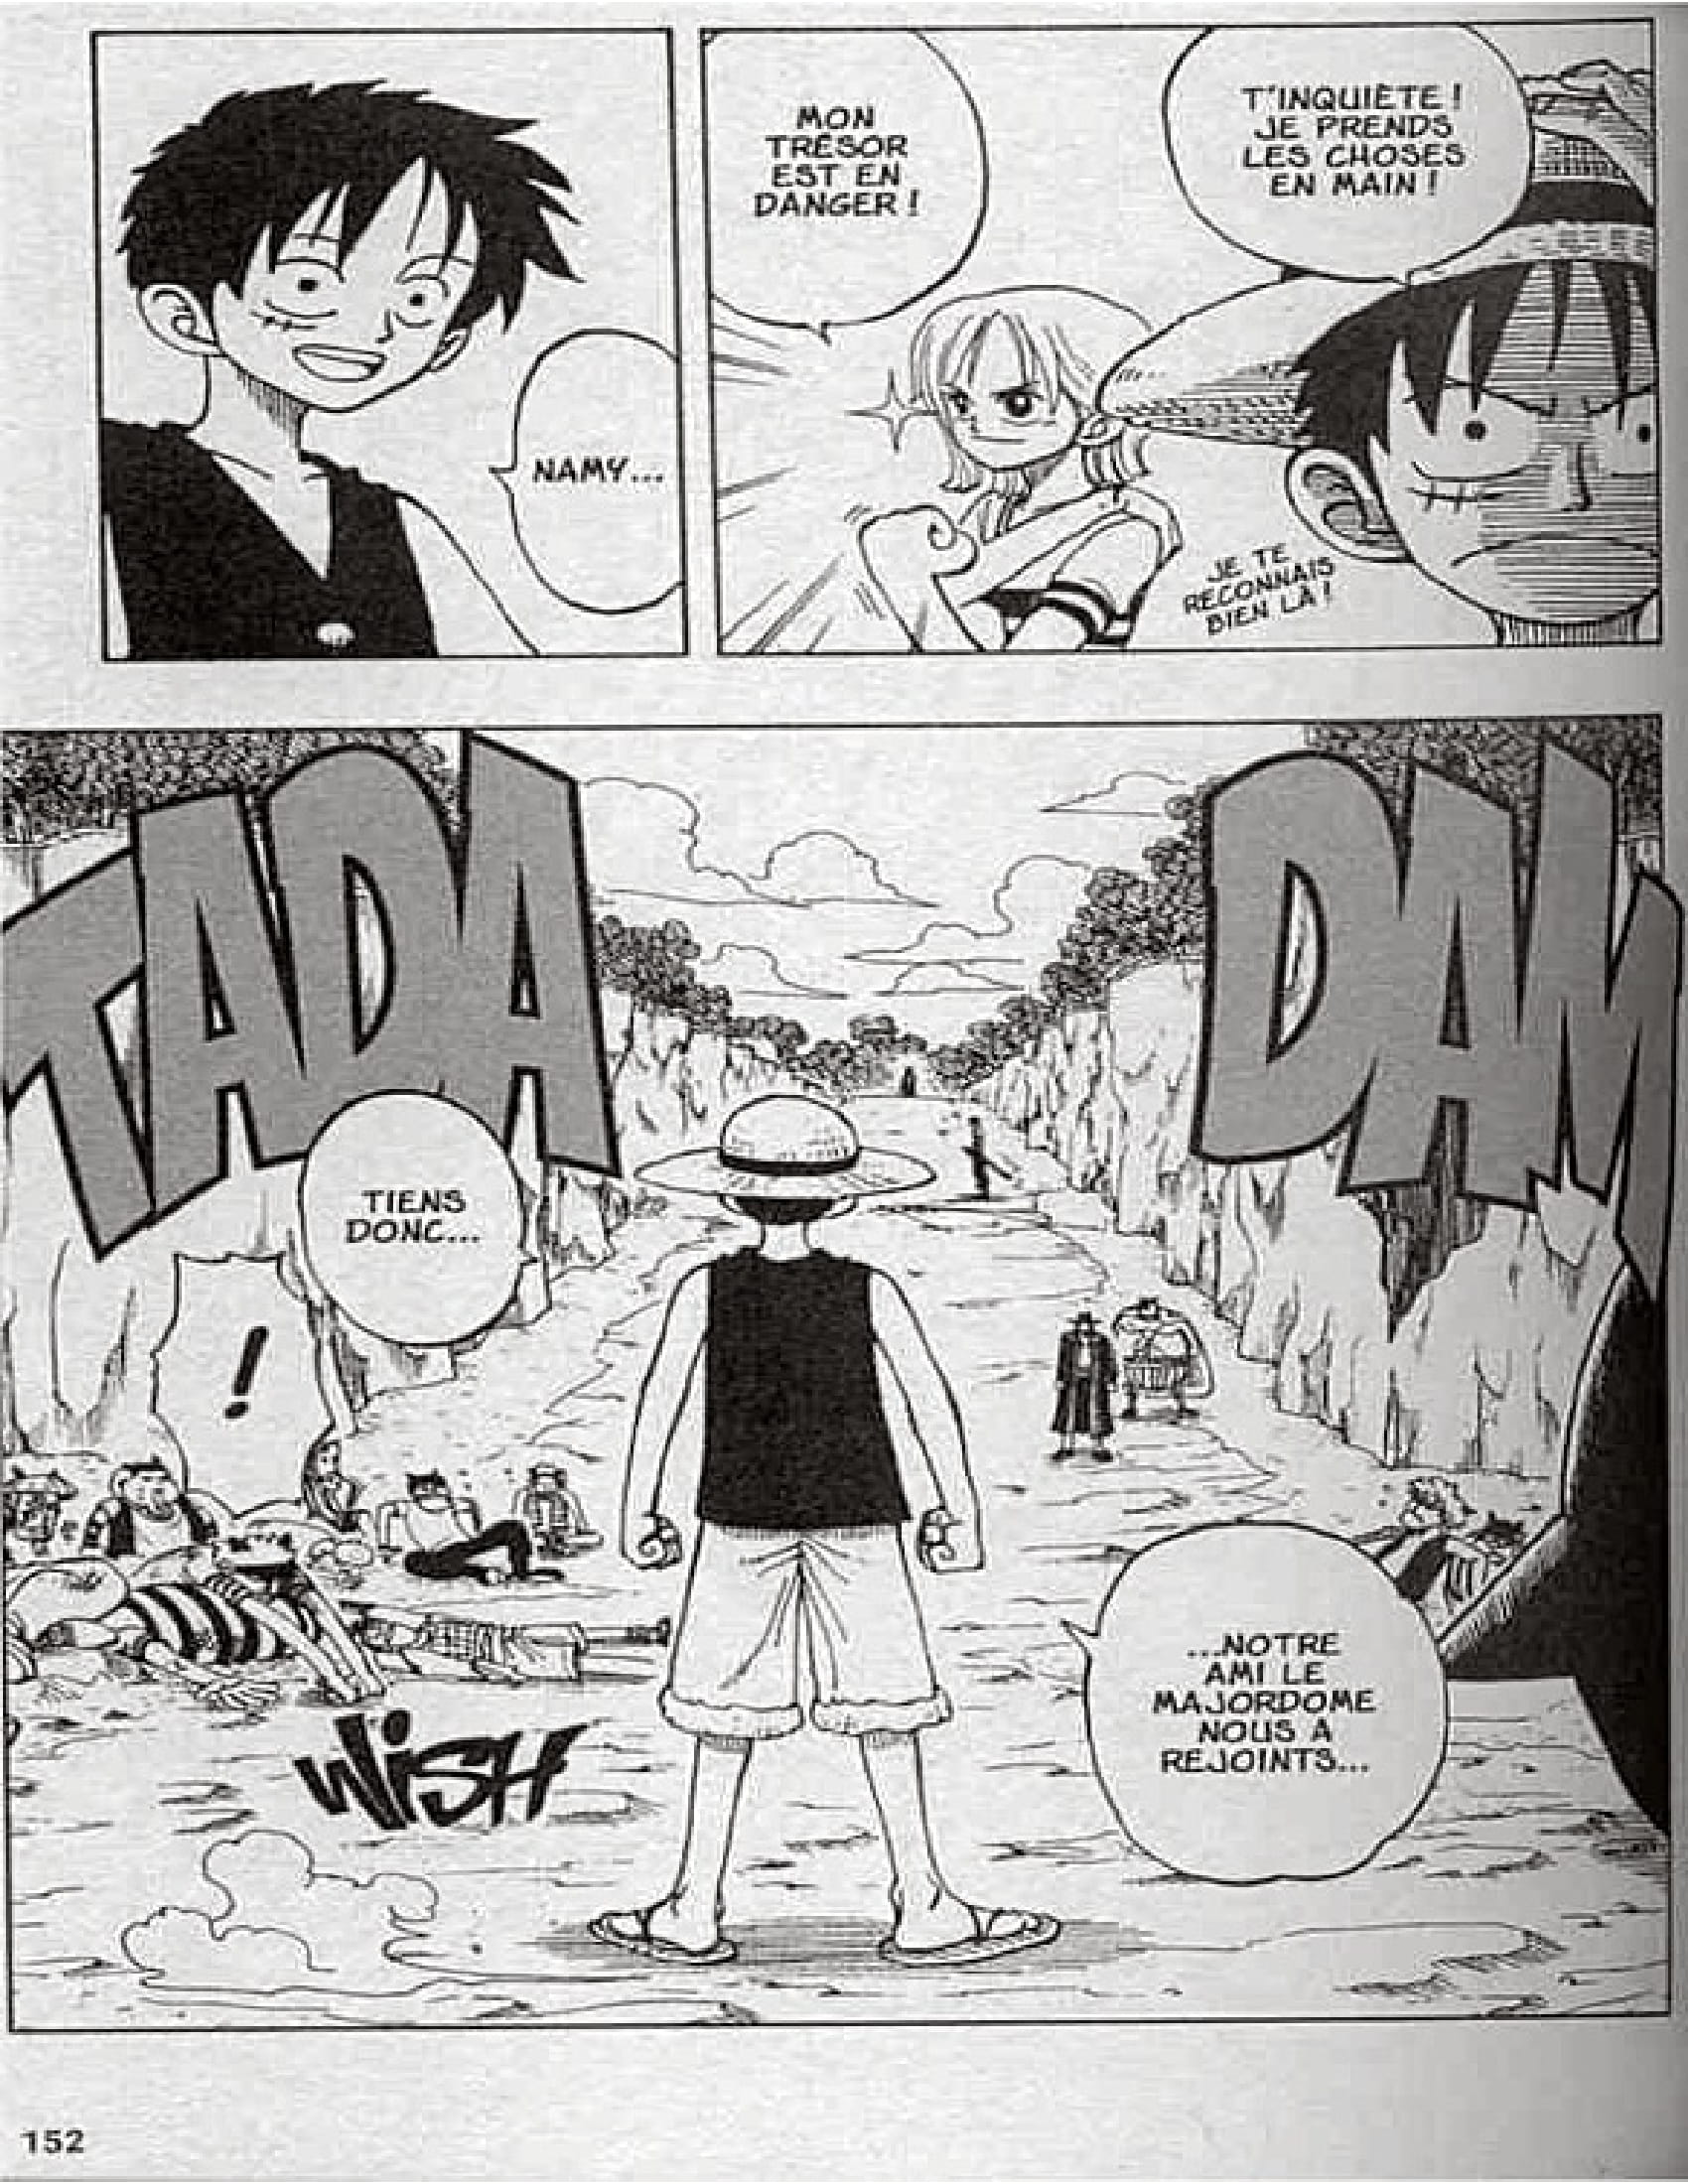 NAMY...
MON
TRÉSOR
EST EN
DANGER !
T'INQUIÈTE !
JE PRENDS
LES CHOSES
EN MAIN !
JE TE
RECONNAIS
BIEN LÀ !
TADA
DAM
TIENS
DONC...
!
...NOTRE
AMI LE
MAJORDOME
NOUS A
REJOINTS...
WISH
152